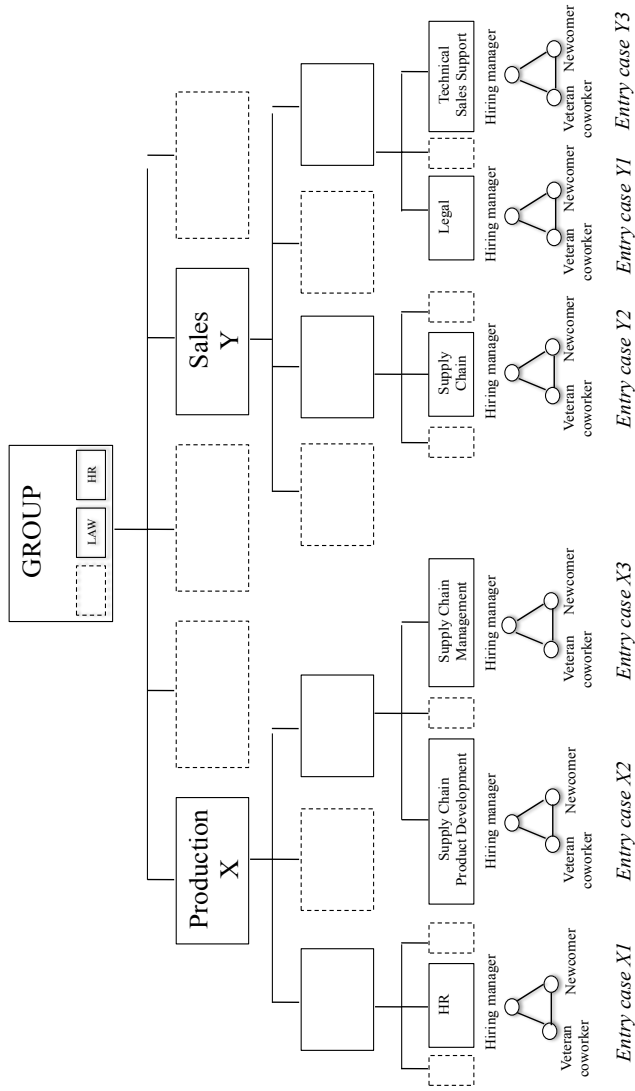 GROUP
LAW
HR
Production
X
Sales
Y
HR
Supply Chain
Product Development
Supply Chain
Management
Supply
Chain
Legal
Technical
Sales Support
Hiring manager
Veteran
coworker
Newcomer
Entry case X1
Hiring manager
Veteran
coworker
Newcomer
Entry case X2
Hiring manager
Veteran
coworker
Newcomer
Entry case X3
Hiring manager
Veteran
coworker
Newcomer
Entry case Y2
Hiring manager
Veteran
coworker
Newcomer
Entry case Y1
Hiring manager
Veteran
coworker
Newcomer
Entry case Y3